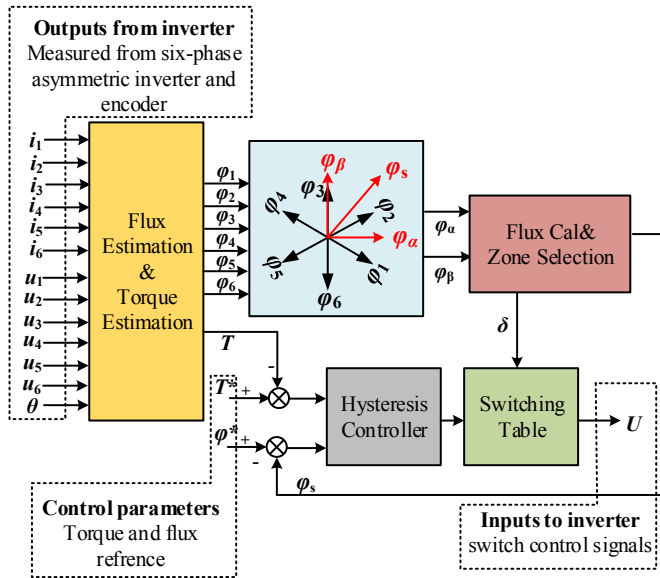 Outputs from inverter
Measured from six-phase
asymmetric inverter and
encoder
i1
i2
i3
i4
i5
i6
u1
u2
u3
u4
u5
u6
θ
Flux
Estimation
&
Torque
Estimation
φ1
φ2
φ3
φ4
φ5
φ6
T
φβ
φs
φ3
φ4
φ2
φα
φ5
φ1
φ6
φα
φβ
Flux Cal&
Zone Selection
δ
-
T*
+
φ*
+
-
Hysteresis
Controller
Switching
Table
U
φs
Control parameters
Torque and flux
refrence
Inputs to inverter
switch control signals